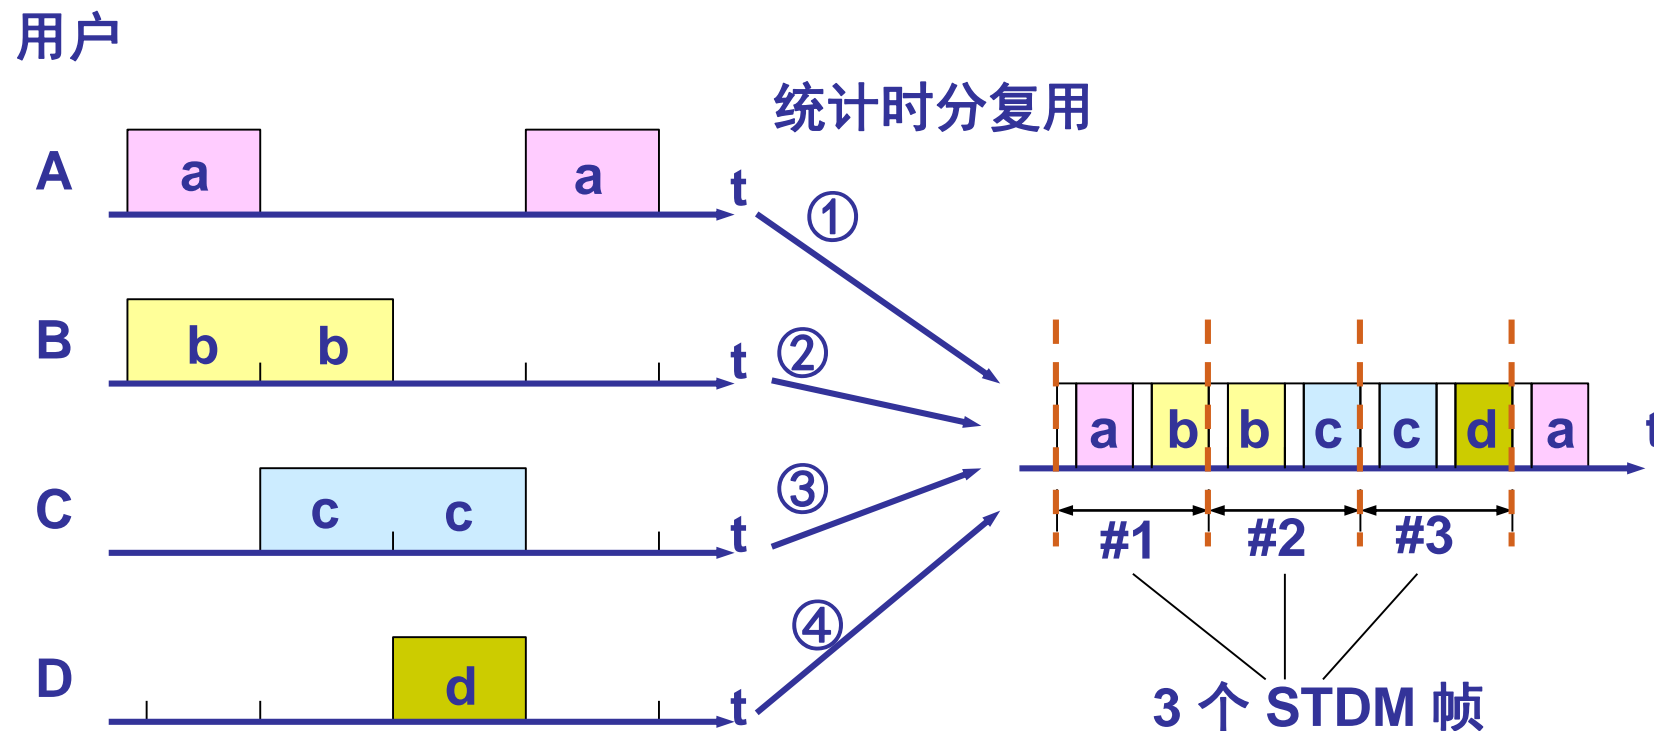 用户
统计时分复用
A a a t
①
B b b t
②
a b b c c d a t
C c c t
③
#1 #2 #3
D d t
④
3 个 STDM 帧